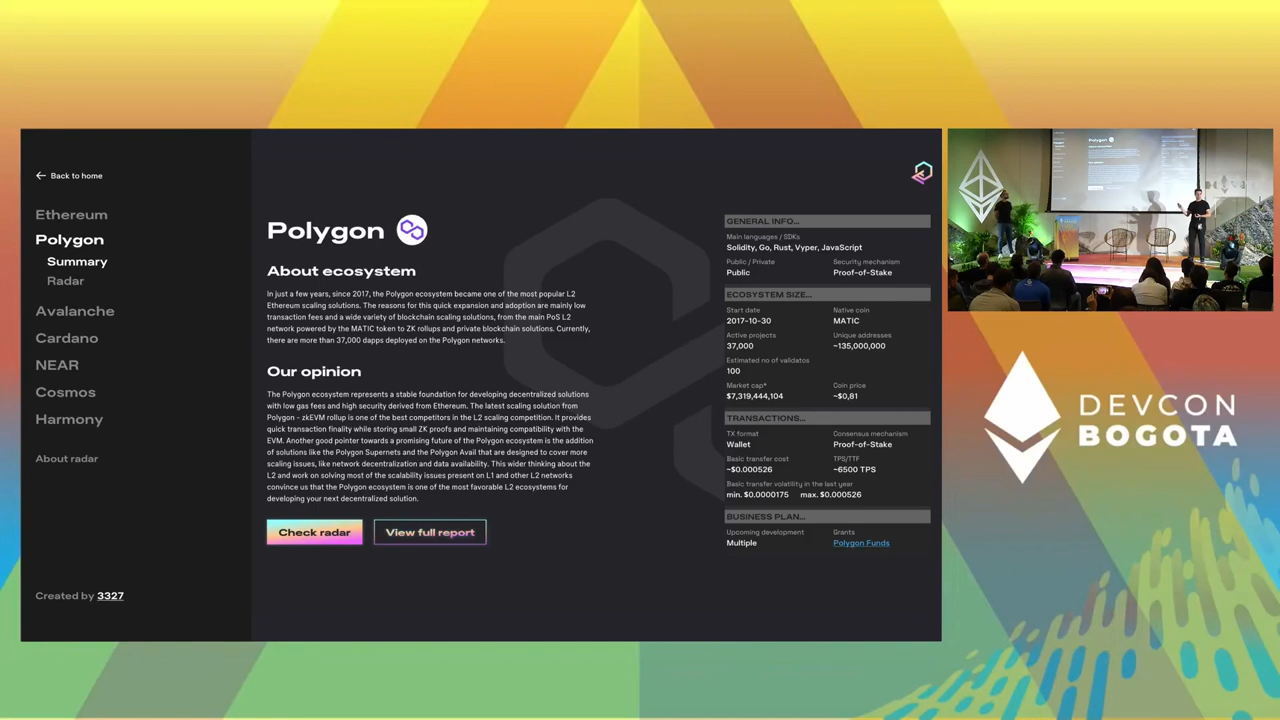 ← Back to home
Ethereum
Polygon
Summary
Radar
Avalanche
Cardano
NEAR
Cosmos
Harmony
About radar
Created by 3327
Polygon
About ecosystem
In just a few years, since 2017, the Polygon ecosystem became one of the most popular L2
Ethereum scaling solutions. The reasons for this quick expansion and adoption are mainly low
transaction fees and a wide variety of blockchain scaling solutions, from the main PoS L2
network powered by the MATIC token to ZK rollups and private blockchain solutions. Currently,
there are more than 37,000 dapps deployed on the Polygon networks.
Our opinion
The Polygon ecosystem represents a stable foundation for developing decentralized solutions
with low gas fees and high security derived from Ethereum. The latest scaling solution from
Polygon - zkEVM rollup is one of the best competitors in the L2 scaling competition. It provides
quick transaction finality while storing small ZK proofs and maintaining compatibility with the
EVM. Another good pointer towards a promising future of the Polygon ecosystem is the addition
of solutions like the Polygon Supernets and the Polygon Avail that are designed to cover more
scaling issues, like network decentralization and data availability. This wider thinking about the
L2 and work on solving most of the scalability issues present on L1 and other L2 networks
convince us that the Polygon ecosystem is one of the most favorable L2 ecosystems for
developing your next decentralized solution.
Check radar View full report
GENERAL INFO...
Main languages / SDKs
Solidity, Go, Rust, Vyper, JavaScript
Public / Private Security mechanism
Public Proof-of-Stake
ECOSYSTEM SIZE...
Start date Native coin
2017-10-30 MATIC
Active projects Unique addresses
37,000 ~135,000,000
Estimated no of validatos
100
Market cap* Coin price
$7,319,444,104 ~$0,81
TRANSACTIONS...
TX format Consensus mechanism
Wallet Proof-of-Stake
Basic transfer cost TPS/TTF
~$0.000526 ~6500 TPS
Basic transfer volatility in the last year
min. $0.0000175 max. $0.000526
BUSINESS PLAN...
Upcoming development Grants
Multiple Polygon Funds
Polygon
DEVCON
BOGOTA